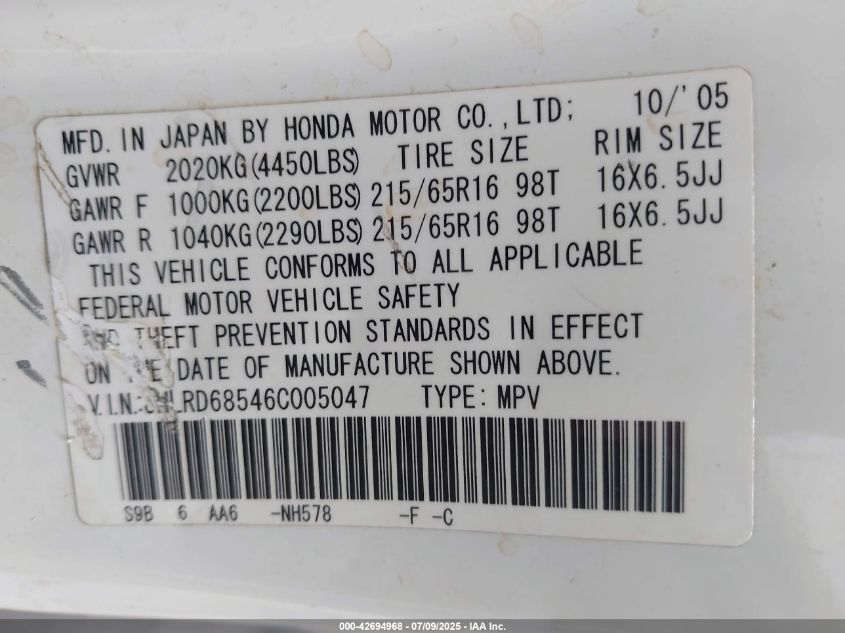 MFD. IN JAPAN BY HONDA MOTOR CO., LTD; 10/'05
GVWR 2020KG(4450LBS) TIRE SIZE RIM SIZE
GAWR F 1000KG(2200LBS) 215/65R16 98T 16X6.5JJ
GAWR R 1040KG(2290LBS) 215/65R16 98T 16X6.5JJ
THIS VEHICLE CONFORMS TO ALL APPLICABLE
FEDERAL MOTOR VEHICLE SAFETY
AND THEFT PREVENTION STANDARDS IN EFFECT
ON THE DATE OF MANUFACTURE SHOWN ABOVE.
V.I.N.: JHLRD68546C005047 TYPE: MPV
S9B 6 AA6 -NH578 -F -C
000-42694968 - 07/09/2025 - IAA Inc.